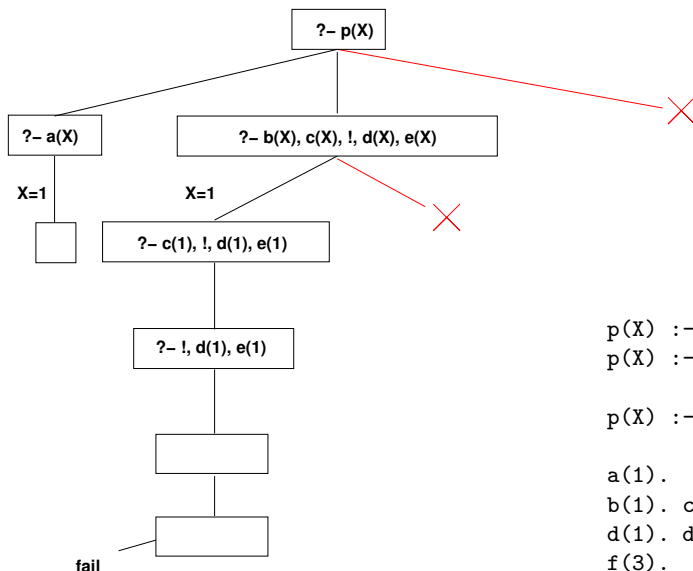 ?– p(X)
?– a(X)
?– b(X), c(X), !, d(X), e(X)
X=1
X=1
?– c(1), !, d(1), e(1)
?– !, d(1), e(1)
fail
p(X) :–
p(X) :–
p(X) :–
a(1).
b(1). c
d(1). d
f(3).